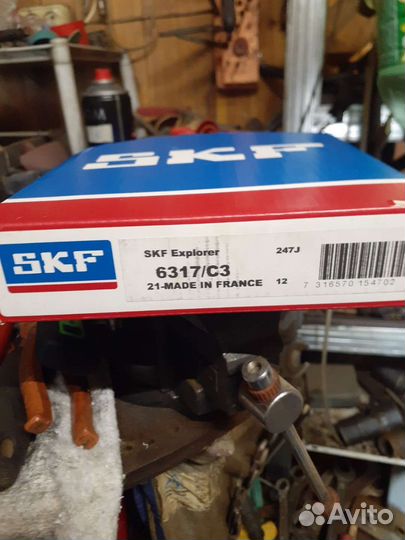 SKF
SKF Explorer 247J
SKF
6317/C3
21-MADE IN FRANCE 12
7 316570 154702
Avito